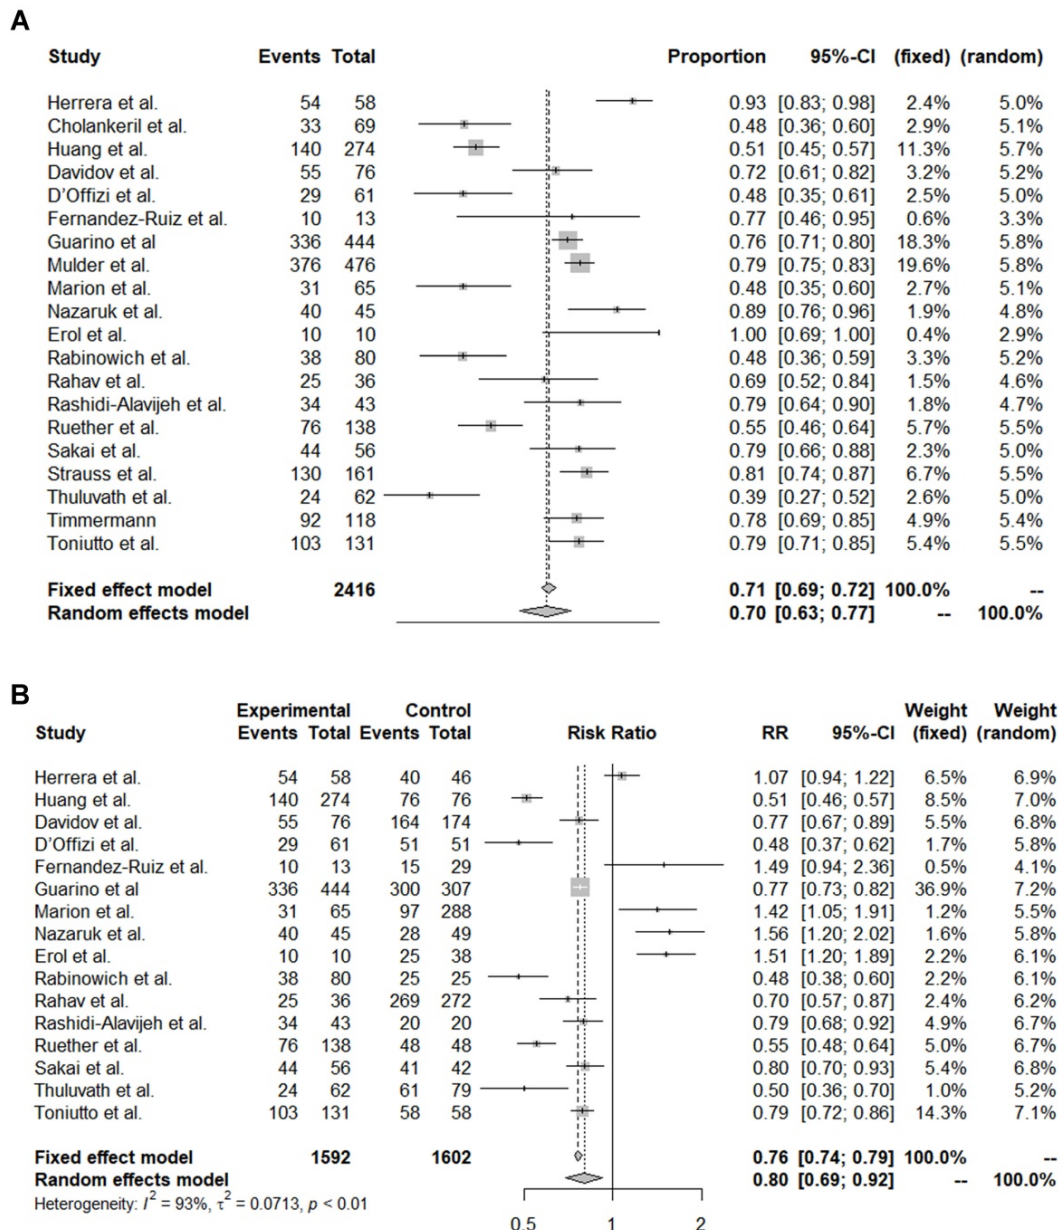 A
Study Events Total Proportion 95%-CI (fixed) (random)
Herrera et al. 54 58 0.93 [0.83; 0.98] 2.4% 5.0%
Cholankeril et al. 33 69 0.48 [0.36; 0.60] 2.9% 5.1%
Huang et al. 140 274 0.51 [0.45; 0.57] 11.3% 5.7%
Davidov et al. 55 76 0.72 [0.61; 0.82] 3.2% 5.2%
D'Offizi et al. 29 61 0.48 [0.35; 0.61] 2.5% 5.0%
Fernandez-Ruiz et al. 10 13 0.77 [0.46; 0.95] 0.6% 3.3%
Guarino et al 336 444 0.76 [0.71; 0.80] 18.3% 5.8%
Mulder et al. 376 476 0.79 [0.75; 0.83] 19.6% 5.8%
Marion et al. 31 65 0.48 [0.35; 0.60] 2.7% 5.1%
Nazaruk et al. 40 45 0.89 [0.76; 0.96] 1.9% 4.8%
Erol et al. 10 10 1.00 [0.69; 1.00] 0.4% 2.9%
Rabinowich et al. 38 80 0.48 [0.36; 0.59] 3.3% 5.2%
Rahav et al. 25 36 0.69 [0.52; 0.84] 1.5% 4.6%
Rashidi-Alavijeh et al. 34 43 0.79 [0.64; 0.90] 1.8% 4.7%
Ruether et al. 76 138 0.55 [0.46; 0.64] 5.7% 5.5%
Sakai et al. 44 56 0.79 [0.66; 0.88] 2.3% 5.0%
Strauss et al. 130 161 0.81 [0.74; 0.87] 6.7% 5.5%
Thuluvath et al. 24 62 0.39 [0.27; 0.52] 2.6% 5.0%
Timmermann 92 118 0.78 [0.69; 0.85] 4.9% 5.4%
Toniutto et al. 103 131 0.79 [0.71; 0.85] 5.4% 5.5%
Fixed effect model 2416 0.71 [0.69; 0.72] 100.0% --
Random effects model 0.70 [0.63; 0.77] -- 100.0%
B
Experimental Control Weight Weight
Study Events Total Events Total Risk Ratio RR 95%-CI (fixed) (random)
Herrera et al. 54 58 40 46 1.07 [0.94; 1.22] 6.5% 6.9%
Huang et al. 140 274 76 76 0.51 [0.46; 0.57] 8.5% 7.0%
Davidov et al. 55 76 164 174 0.77 [0.67; 0.89] 5.5% 6.8%
D'Offizi et al. 29 61 51 51 0.48 [0.37; 0.62] 1.7% 5.8%
Fernandez-Ruiz et al. 10 13 15 29 1.49 [0.94; 2.36] 0.5% 4.1%
Guarino et al 336 444 300 307 0.77 [0.73; 0.82] 36.9% 7.2%
Marion et al. 31 65 97 288 1.42 [1.05; 1.91] 1.2% 5.5%
Nazaruk et al. 40 45 28 49 1.56 [1.20; 2.02] 1.6% 5.8%
Erol et al. 10 10 25 38 1.51 [1.20; 1.89] 2.2% 6.1%
Rabinowich et al. 38 80 25 25 0.48 [0.38; 0.60] 2.2% 6.1%
Rahav et al. 25 36 269 272 0.70 [0.57; 0.87] 2.4% 6.2%
Rashidi-Alavijeh et al. 34 43 20 20 0.79 [0.68; 0.92] 4.9% 6.7%
Ruether et al. 76 138 48 48 0.55 [0.48; 0.64] 5.0% 6.7%
Sakai et al. 44 56 41 42 0.80 [0.70; 0.93] 5.4% 6.8%
Thuluvath et al. 24 62 61 79 0.50 [0.36; 0.70] 1.0% 5.2%
Toniutto et al. 103 131 58 58 0.79 [0.72; 0.86] 14.3% 7.1%
Fixed effect model 1592 1602 0.76 [0.74; 0.79] 100.0% --
Random effects model 0.80 [0.69; 0.92] -- 100.0%
Heterogeneity: I² = 93%, τ² = 0.0713, p < 0.01
0.5 1 2